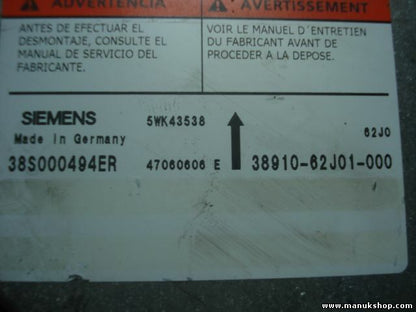 ADVERTENCIA
AVERTISSEMENT
ANTES DE EFECTUAR EL
DESMONTAJE, CONSULTE EL
MANUAL DE SERVICIO DEL
FABRICANTE.
VOIR LE MANUEL D'ENTRETIEN
DU FABRICANT AVANT DE
PROCEDER A LA DEPOSE.
SIEMENS 5WK43538 62J0
Made in Germany
38S000494ER 47060606 E 38910-62J01-000
www.manukshop.com